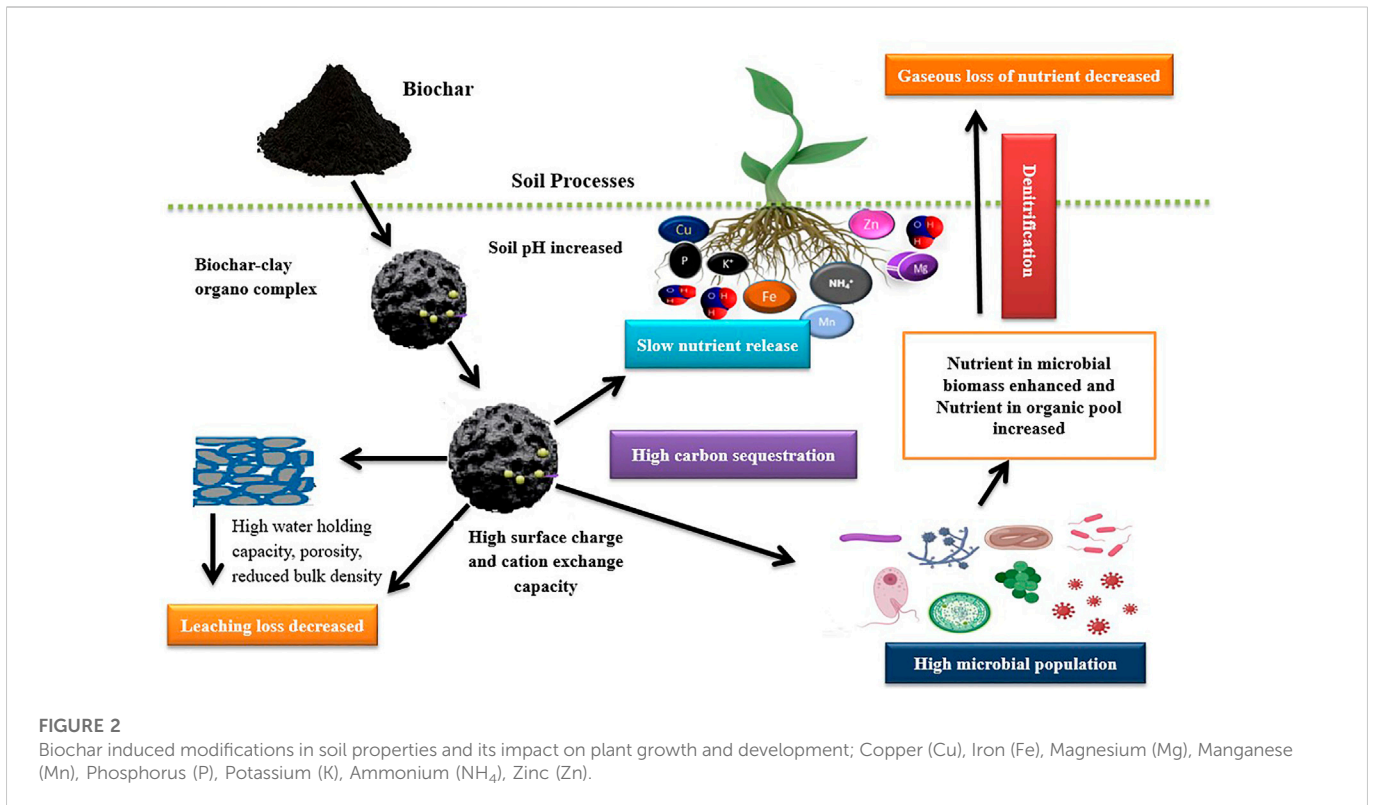 Biochar
Gaseous loss of nutrient decreased
Soil Processes
Denitrification
Soil pH increased
Biochar-clay
organo complex
Cu
Zn
O H
H
P
K⁺
Mg
NH₄⁺
O H
H
O H
H
Fe
Mn
Slow nutrient release
Nutrient in microbial
biomass enhanced and
Nutrient in organic pool
increased
High carbon sequestration
High water holding
capacity, porosity,
reduced bulk density
High surface charge
and cation exchange
capacity
Leaching loss decreased
High microbial population
FIGURE 2
Biochar induced modifications in soil properties and its impact on plant growth and development; Copper (Cu), Iron (Fe), Magnesium (Mg), Manganese
(Mn), Phosphorus (P), Potassium (K), Ammonium (NH₄), Zinc (Zn).